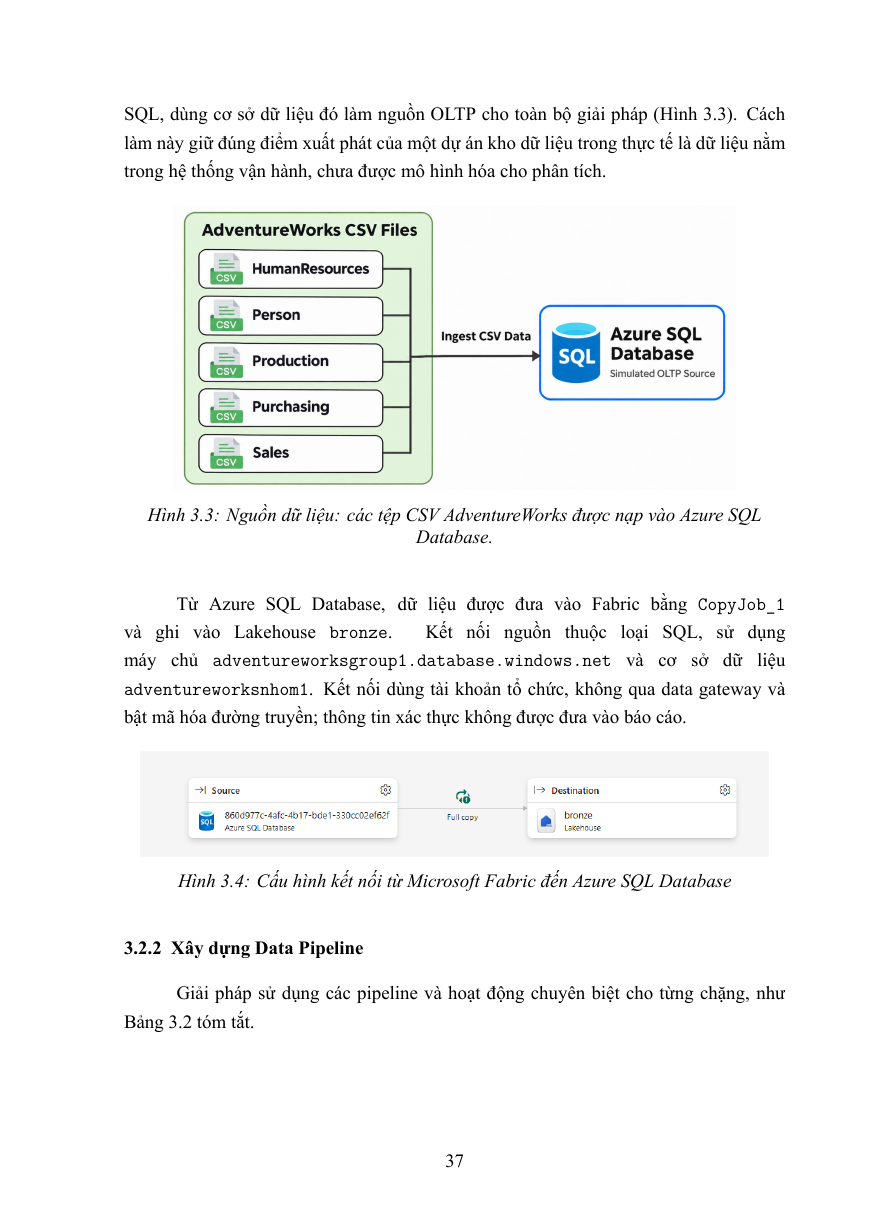 SQL, dùng cơ sở dữ liệu đó làm nguồn OLTP cho toàn bộ giải pháp (Hình 3.3). Cách
làm này giữ đúng điểm xuất phát của một dự án kho dữ liệu trong thực tế là dữ liệu nằm
trong hệ thống vận hành, chưa được mô hình hóa cho phân tích.
AdventureWorks CSV Files
CSV HumanResources
CSV Person
CSV Production
CSV Purchasing
CSV Sales
Ingest CSV Data
SQL
Azure SQL
Database
Simulated OLTP Source
Hình 3.3: Nguồn dữ liệu: các tệp CSV AdventureWorks được nạp vào Azure SQL
Database.
Từ Azure SQL Database, dữ liệu được đưa vào Fabric bằng CopyJob_1
và ghi vào Lakehouse bronze. Kết nối nguồn thuộc loại SQL, sử dụng
máy chủ adventureworksgroup1.database.windows.net và cơ sở dữ liệu
adventureworksnhom1. Kết nối dùng tài khoản tổ chức, không qua data gateway và
bật mã hóa đường truyền; thông tin xác thực không được đưa vào báo cáo.
Source
SQL
860d977c-4afc-4b17-bde1-330cc02ef62f
Azure SQL Database
Full copy
Destination
bronze
Lakehouse
Hình 3.4: Cấu hình kết nối từ Microsoft Fabric đến Azure SQL Database
3.2.2 Xây dựng Data Pipeline
Giải pháp sử dụng các pipeline và hoạt động chuyên biệt cho từng chặng, như
Bảng 3.2 tóm tắt.
37